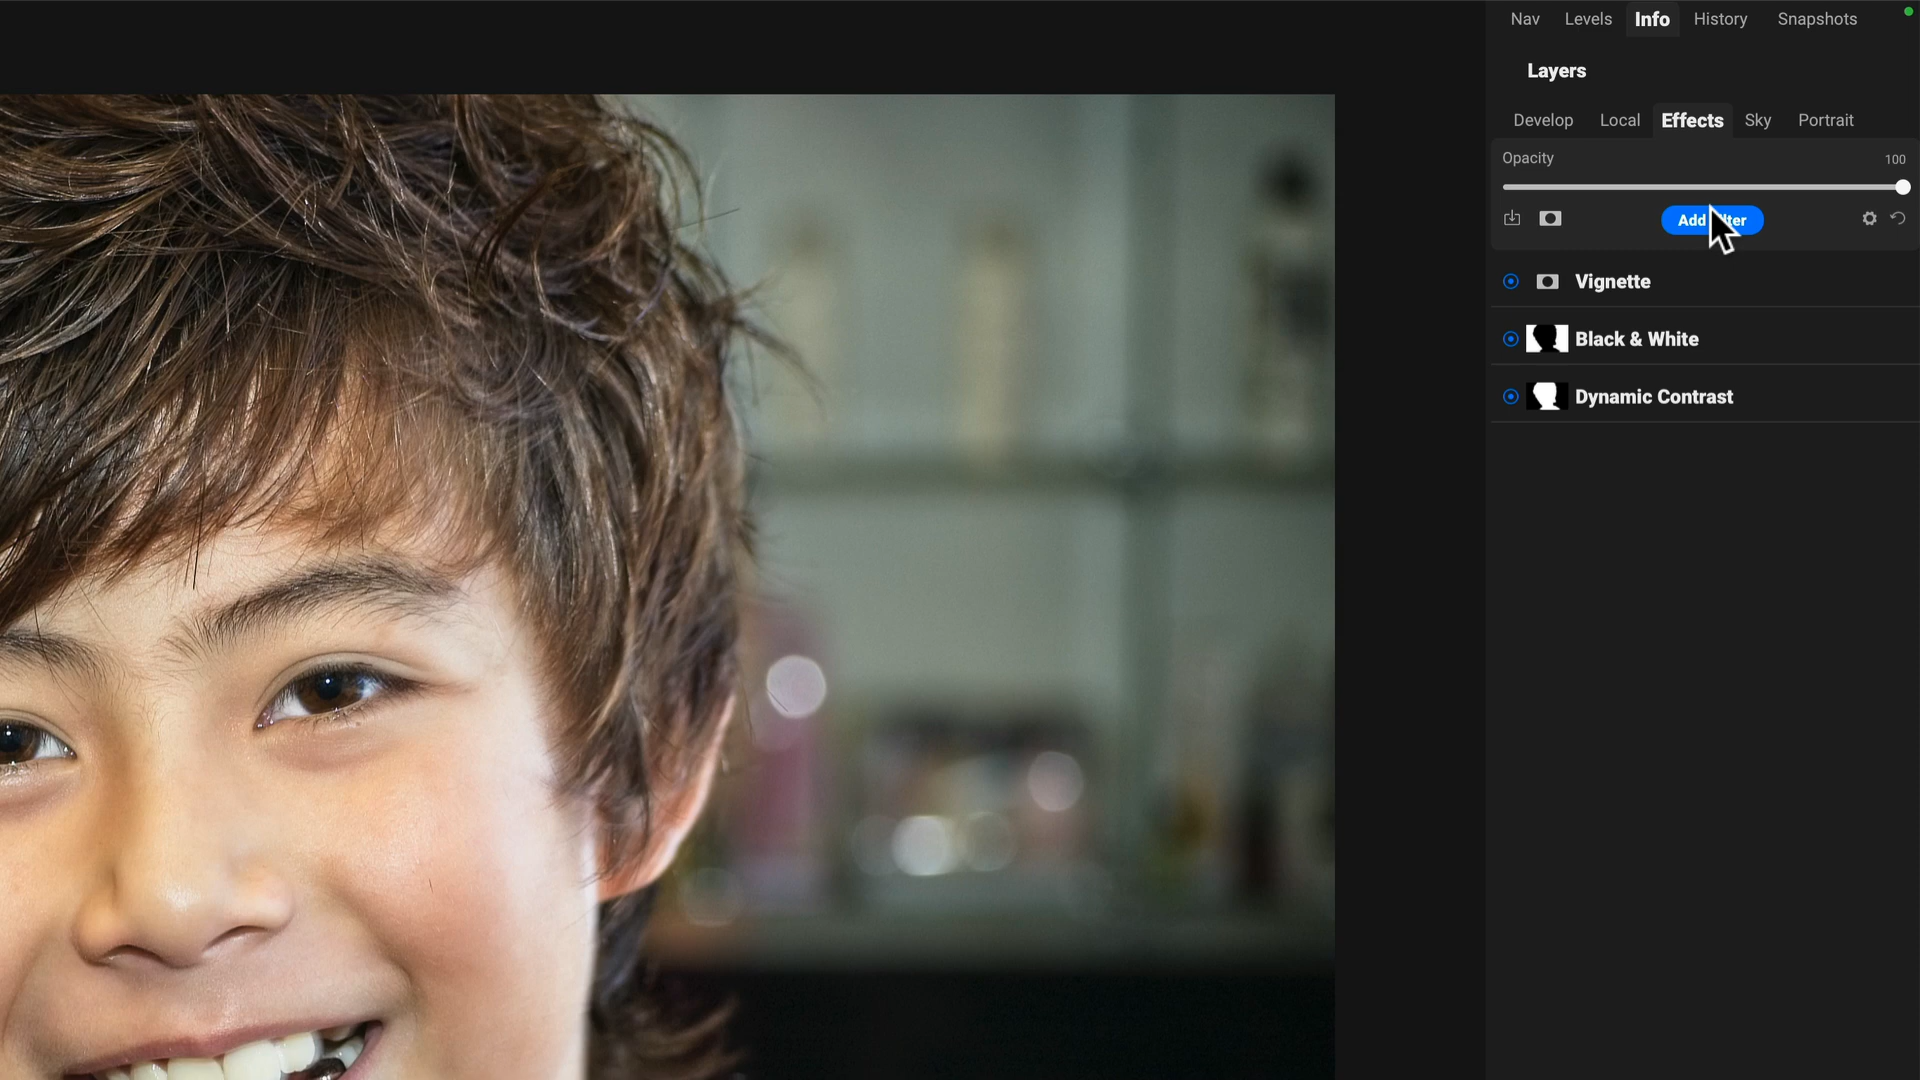 Nav Levels Info History Snapshots
Layers
Develop Local Effects Sky Portrait
Opacity 100
Add
Vignette
Black & White
Dynamic Contrast